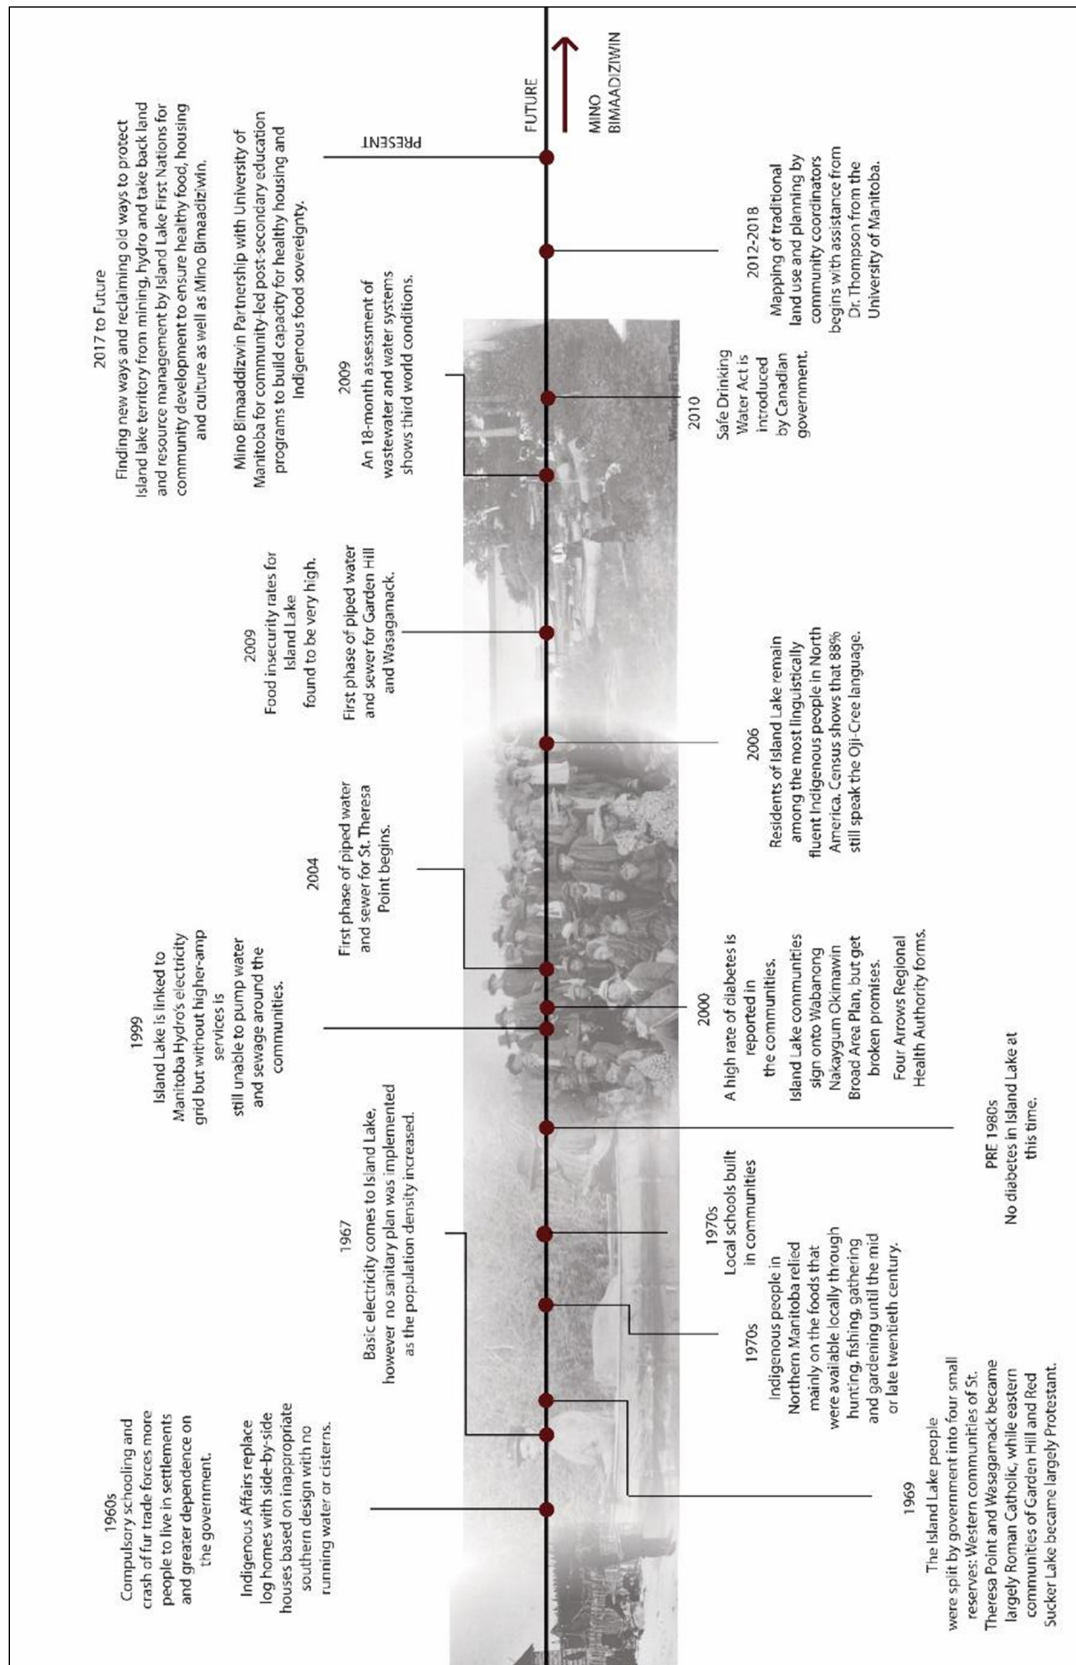 1960s
Compulsory schooling and
crash of fur trade forces more
people to live in settlements
and greater dependence on
the government.
Indigenous Affairs replace
log homes with side-by-side
houses based on inappropriate
southern design with no
running water or cisterns.
1967
Basic electricity comes to Island Lake,
however no sanitary plan was implemented
as the population density increased.
1999
Island Lake is linked to
Manitoba Hydro's electricity
grid but without higher-amp
services is
still unable to pump water
and sewage around the
communities.
2004
First phase of piped water
and sewer for St. Theresa
Point begins.
2009
Food insecurity rates for
Island Lake
found to be very high.
First phase of piped water
and sewer for Garden Hill
and Wasagamack.
2009
An 18-month assessment of
wastewater and water systems
shows third world conditions.
2017 to Future
Finding new ways and reclaiming old ways to protect
Island lake territory from mining, hydro and take back land
and resource management by Island Lake First Nations for
community development to ensure healthy food, housing
and culture as well as Mino Bimaadiziwin.
Mino Bimaaddizwin Partnership with University of
Manitoba for community-led post-secondary education
programs to build capacity for healthy housing and
Indigenous food sovereignty.
PRESENT
FUTURE
MINO
BIMAADIZIWIN
1969
The Island Lake people
were split by government into four small
reserves: Western communities of St.
Theresa Point and Wasagamack became
largely Roman Catholic, while eastern
communities of Garden Hill and Red
Sucker Lake became largely Protestant.
1970s
Indigenous people in
Northern Manitoba relied
mainly on the foods that
were available locally through
hunting, fishing, gathering
and gardening until the mid
or late twentieth century.
1970s
Local schools built
in communities
PRE 1980s
No diabetes in Island Lake at
this time.
2000
A high rate of diabetes is
reported in
the communities.
Island Lake communities
sign onto Wabanong
Nakaygum Okimawin
Broad Area Plan, but get
broken promises.
Four Arrows Regional
Health Authority forms.
2006
Residents of Island Lake remain
among the most linguistically
fluent Indigenous people in North
America. Census shows that 88%
still speak the Oji-Cree language.
2010
Safe Drinking
Water Act is
introduced
by Canadian
government.
2012-2018
Mapping of traditional
land use and planning by
community coordinators
begins with assistance from
Dr. Thompson from the
University of Manitoba.